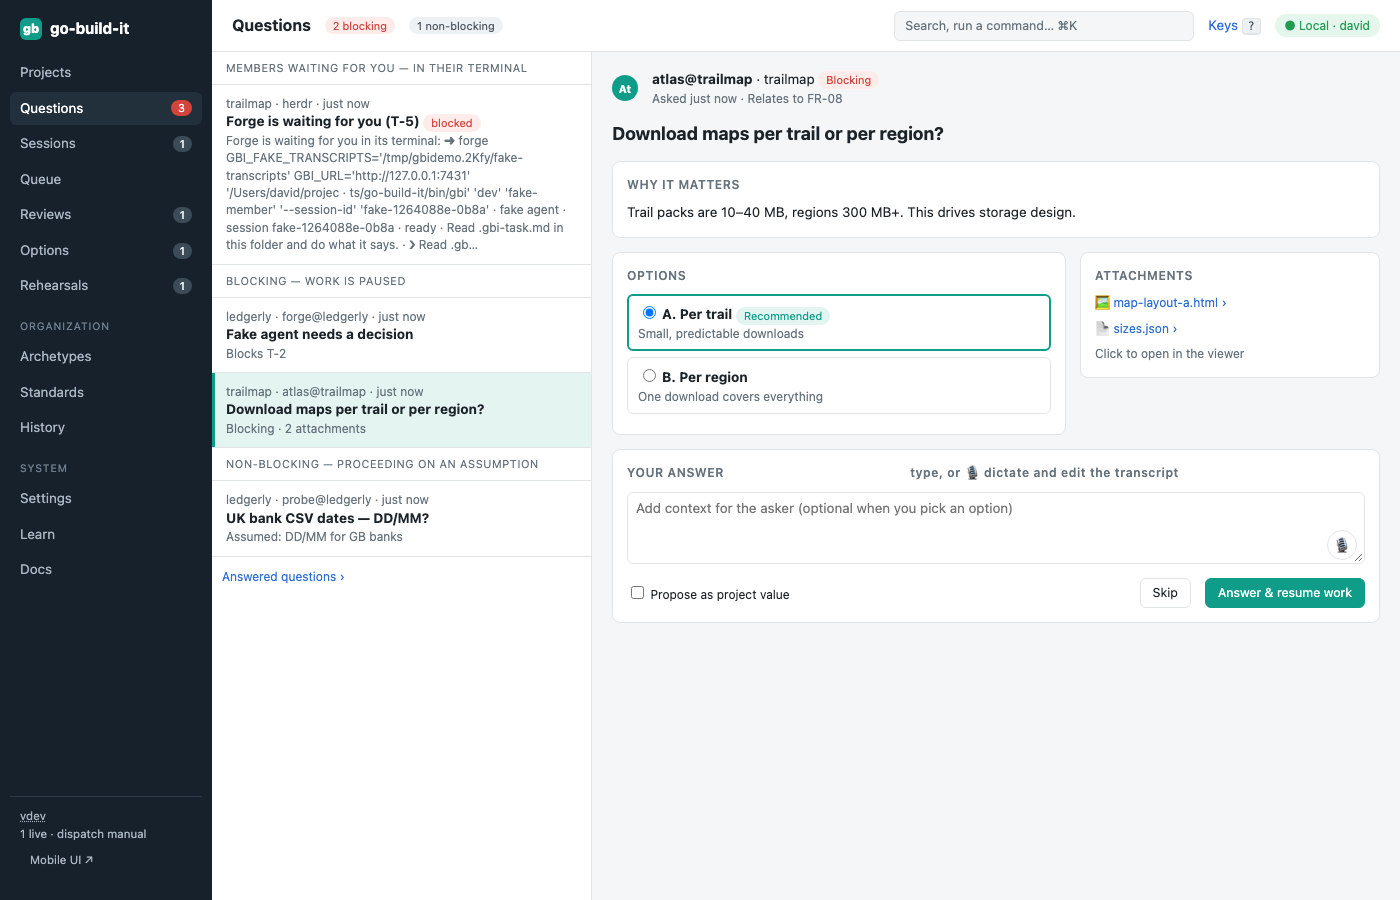 gb go-build-it
Projects
Questions 3
Sessions 1
Queue
Reviews 1
Options 1
Rehearsals 1
ORGANIZATION
Archetypes
Standards
History
SYSTEM
Settings
Learn
Docs
vdev
1 live · dispatch manual
Mobile UI ↗
Questions 2 blocking 1 non-blocking
Search, run a command... ⌘K
Keys ?
Local · david
MEMBERS WAITING FOR YOU — IN THEIR TERMINAL
trailmap · herdr · just now
Forge is waiting for you (T-5) blocked
Forge is waiting for you in its terminal: ➜ forge
GBI_FAKE_TRANSCRIPTS='/tmp/gbidemo.2Kfy/fake-
transcripts' GBI_URL='http://127.0.0.1:7431'
'/Users/david/projec · ts/go-build-it/bin/gbi' 'dev' 'fake-
member' '--session-id' 'fake-1264088e-0b8a' · fake agent ·
session fake-1264088e-0b8a · ready · Read .gbi-task.md in
this folder and do what it says. · ❯ Read .gb...
BLOCKING — WORK IS PAUSED
ledgerly · forge@ledgerly · just now
Fake agent needs a decision
Blocks T-2
trailmap · atlas@trailmap · just now
Download maps per trail or per region?
Blocking · 2 attachments
NON-BLOCKING — PROCEEDING ON AN ASSUMPTION
ledgerly · probe@ledgerly · just now
UK bank CSV dates — DD/MM?
Assumed: DD/MM for GB banks
Answered questions ›
At
atlas@trailmap · trailmap Blocking
Asked just now · Relates to FR-08
Download maps per trail or per region?
WHY IT MATTERS
Trail packs are 10–40 MB, regions 300 MB+. This drives storage design.
OPTIONS
A. Per trail Recommended
Small, predictable downloads
B. Per region
One download covers everything
ATTACHMENTS
map-layout-a.html ›
sizes.json ›
Click to open in the viewer
YOUR ANSWER
type, or 🎙 dictate and edit the transcript
Add context for the asker (optional when you pick an option)
Propose as project value
Skip
Answer & resume work